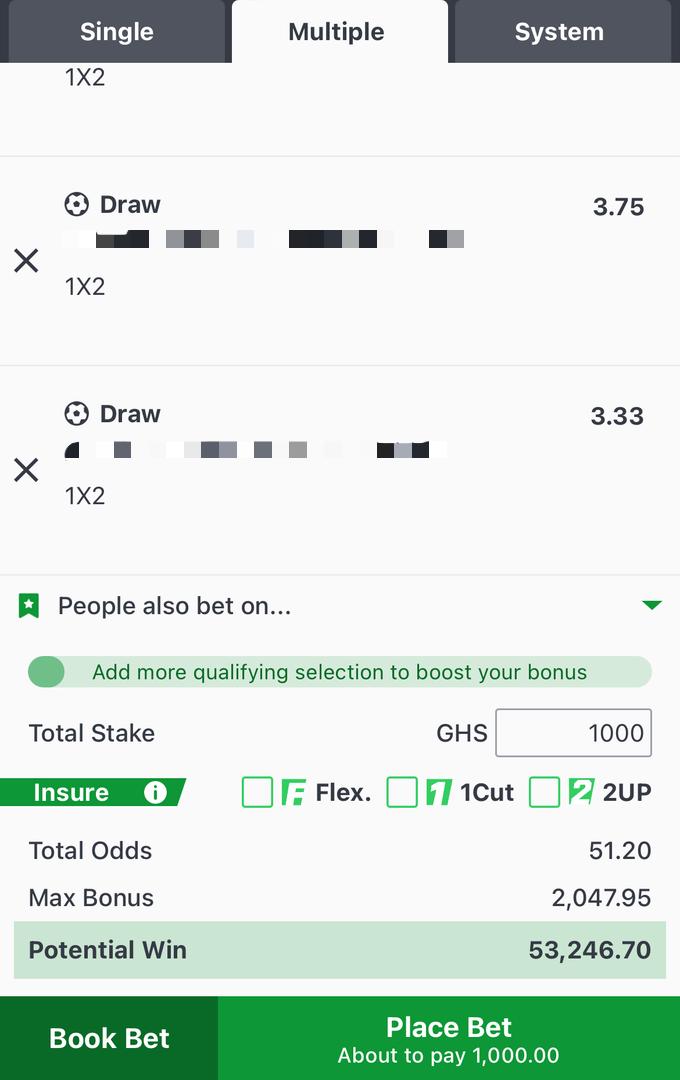 Single Multiple System
1X2
Draw 3.75
1X2
Draw 3.33
1X2
People also bet on...
Add more qualifying selection to boost your bonus
Total Stake GHS 1000
Insure Flex. 1Cut 2UP
Total Odds 51.20
Max Bonus 2,047.95
Potential Win 53,246.70
Book Bet Place Bet
About to pay 1,000.00